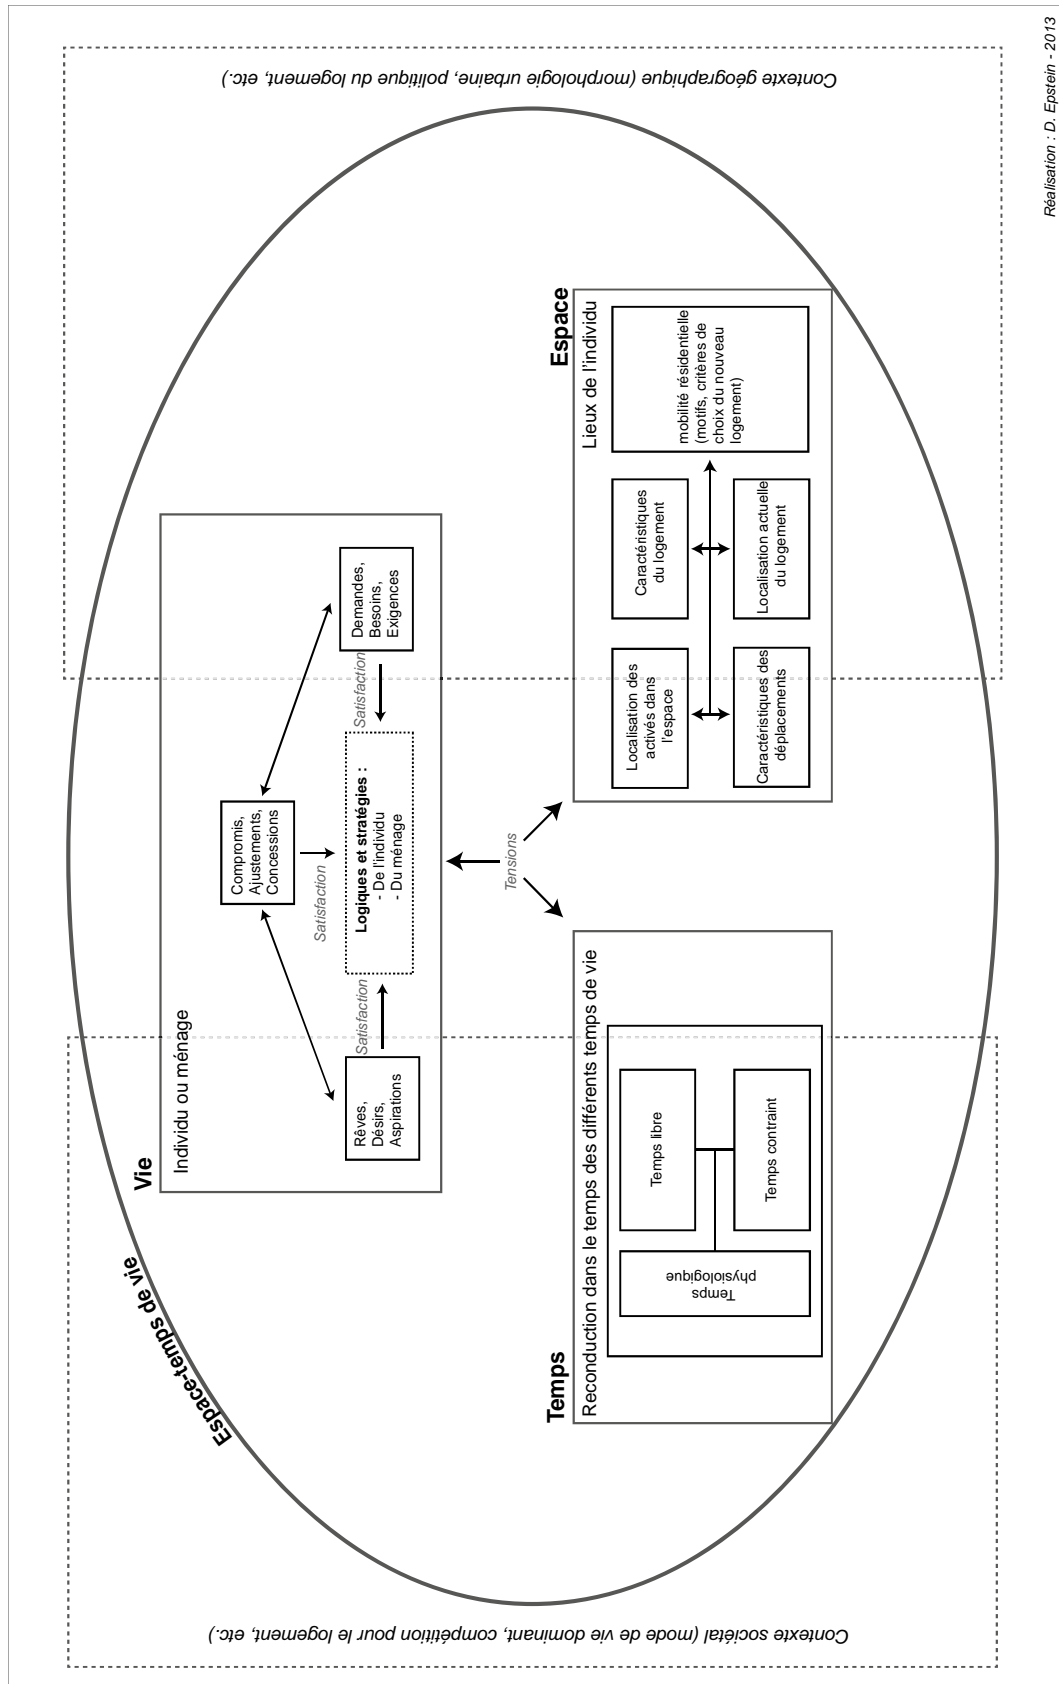 Espace-temps de vie
Contexte sociétal (mode de vie dominant, compétition pour le logement, etc.)
Contexte géographique (morphologie urbaine, politique du logement, etc.)
Vie
Individu ou ménage
Compromis,
Ajustements,
Concessions
Rêves,
Désirs,
Aspirations
Demandes,
Besoins,
Exigences
Satisfaction
Satisfaction
Satisfaction
Logiques et stratégies :
- De l'individu
- Du ménage
Tensions
Temps
Reconduction dans le temps des différents temps de vie
Temps
physiologique
Temps libre
Temps contraint
Espace
Lieux de l'individu
Localisation des
activés dans
l'espace
Caractéristiques
du logement
Caractéristiques des
déplacements
Localisation actuelle
du logement
mobilité résidentielle
(motifs, critères de
choix du nouveau
logement)
Réalisation : D. Epstein - 2013